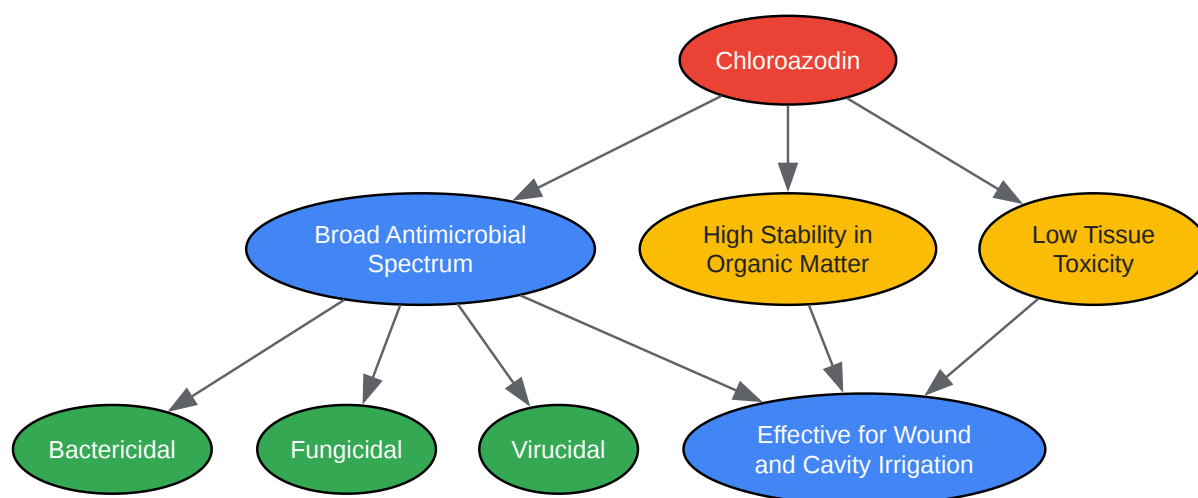 Chloroazodin
Broad Antimicrobial
Spectrum
High Stability in
Organic Matter
Low Tissue
Toxicity
Bactericidal
Fungicidal
Virucidal
Effective for Wound
and Cavity Irrigation